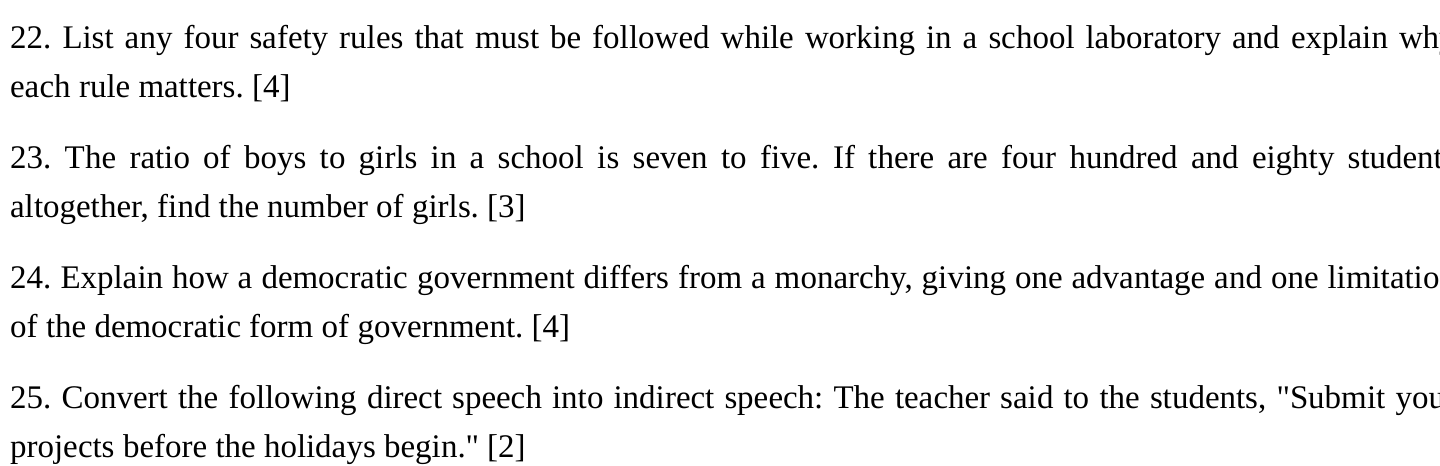 22. List any four safety rules that must be followed while working in a school laboratory and explain why
each rule matters. [4]
23. The ratio of boys to girls in a school is seven to five. If there are four hundred and eighty student
altogether, find the number of girls. [3]
24. Explain how a democratic government differs from a monarchy, giving one advantage and one limitatio
of the democratic form of government. [4]
25. Convert the following direct speech into indirect speech: The teacher said to the students, "Submit you
projects before the holidays begin." [2]